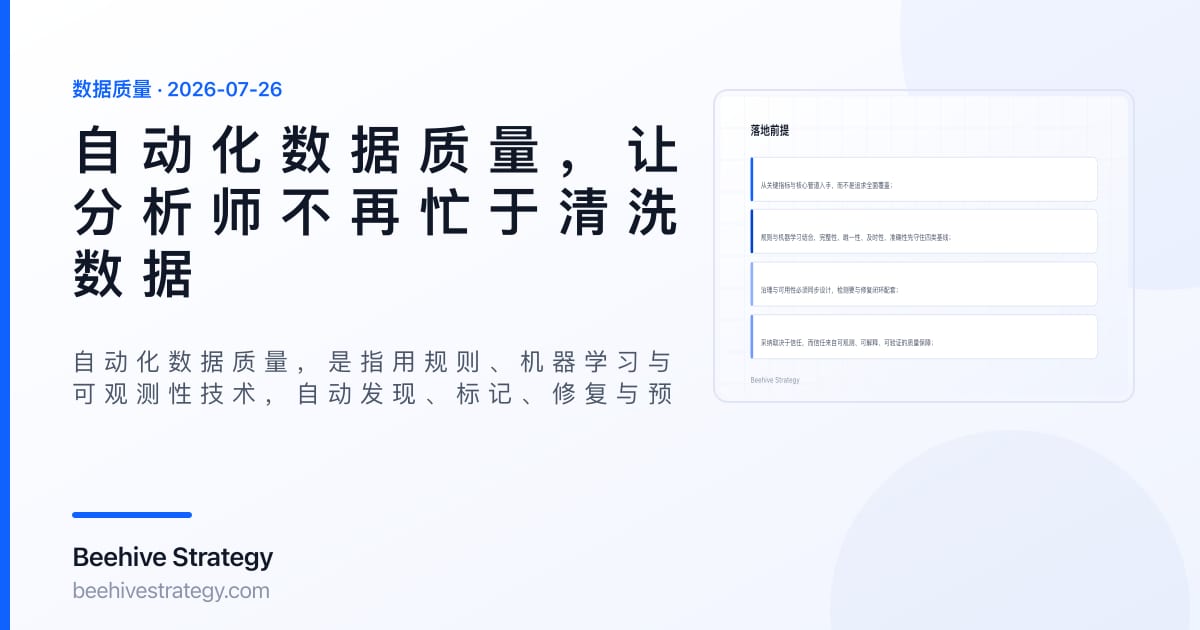 数据质量 · 2026-07-26
自动化数据质量，让
分析师不再忙于清洗
数据
自动化数据质量，是指用规则、机器学习与
可观测性技术，自动发现、标记、修复与预
Beehive Strategy
beehivestrategy.com
落地前提
从关键指标与核心管道入手，而不是追求全面覆盖；
规则与机器学习结合，完整性、唯一性、及时性、准确性先守住四类基线；
治理与可用性必须同步设计，检测要与修复闭环配套；
采纳取决于信任，而信任来自可观测、可解释、可验证的质量保障；
Beehive Strategy